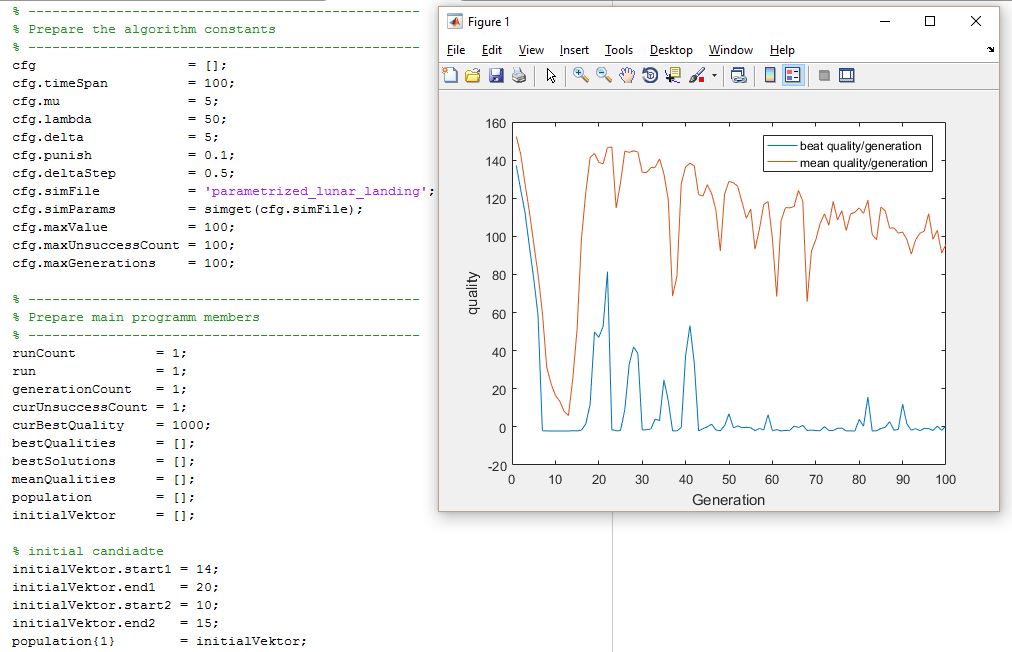 % ------------------------------------------------
% Prepare the algorithm constants
% ------------------------------------------------
cfg = [];
cfg.timeSpan = 100;
cfg.mu = 5;
cfg.lambda = 50;
cfg.delta = 5;
cfg.punish = 0.1;
cfg.deltaStep = 0.5;
cfg.simFile = 'parametrized_lunar_landing';
cfg.simParams = simget(cfg.simFile);
cfg.maxValue = 100;
cfg.maxUnsuccessCount = 100;
cfg.maxGenerations = 100;
% ------------------------------------------------
% Prepare main programm members
% ------------------------------------------------
runCount = 1;
run = 1;
generationCount = 1;
curUnsuccessCount = 1;
curBestQuality = 1000;
bestQualities = [];
bestSolutions = [];
meanQualities = [];
population = [];
initialVektor = [];
% initial candiadte
initialVektor.start1 = 14;
initialVektor.end1 = 20;
initialVektor.start2 = 10;
initialVektor.end2 = 15;
population{1} = initialVektor;
Figure 1
File Edit View Insert Tools Desktop Window Help
160
140
120
100
80
60
40
20
0
-20
quality
beat quality/generation
mean quality/generation
0 10 20 30 40 50 60 70 80 90 100
Generation